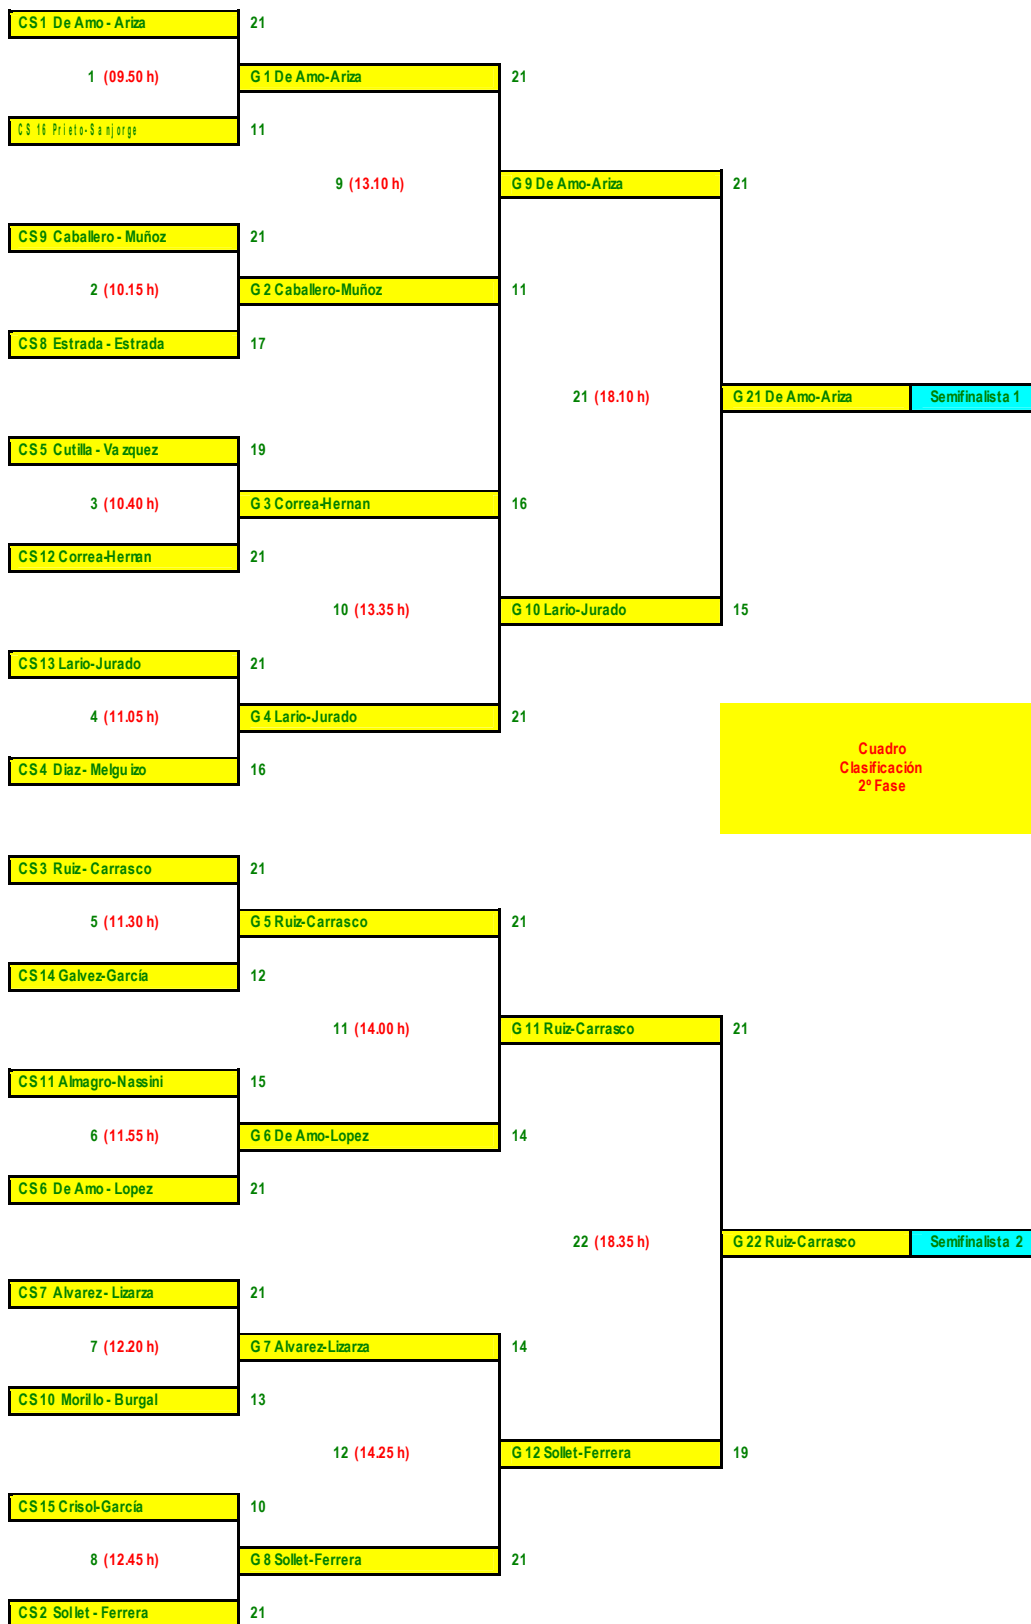 CS1 De Amo - Ariza 21
1 (09.50 h) G 1 De Amo-Ariza 21
CS 16 Prieto-Sanjorge 11
9 (13.10 h) G 9 De Amo-Ariza 21
CS9 Caballero - Muñoz 21
2 (10.15 h) G 2 Caballero-Muñoz 11
CS8 Estrada - Estrada 17
21 (18.10 h) G 21 De Amo-Ariza Semifinalista 1
CS5 Cutilla - Vazquez 19
3 (10.40 h) G 3 Correa-Hernan 16
CS12 Correa-Hernan 21
10 (13.35 h) G 10 Lario-Jurado 15
CS13 Lario-Jurado 21
4 (11.05 h) G 4 Lario-Jurado 21
CS4 Diaz - Melguizo 16
Cuadro
Clasificación
2º Fase
CS3 Ruiz - Carrasco 21
5 (11.30 h) G 5 Ruiz-Carrasco 21
CS14 Galvez-García 12
11 (14.00 h) G 11 Ruiz-Carrasco 21
CS11 Almagro-Nassini 15
6 (11.55 h) G 6 De Amo-Lopez 14
CS6 De Amo - Lopez 21
22 (18.35 h) G 22 Ruiz-Carrasco Semifinalista 2
CS7 Alvarez - Lizarza 21
7 (12.20 h) G 7 Alvarez-Lizarza 14
CS10 Morillo - Burgal 13
12 (14.25 h) G 12 Sollet-Ferrera 19
CS15 Crisol-García 10
8 (12.45 h) G 8 Sollet-Ferrera 21
CS2 Sollet - Ferrera 21